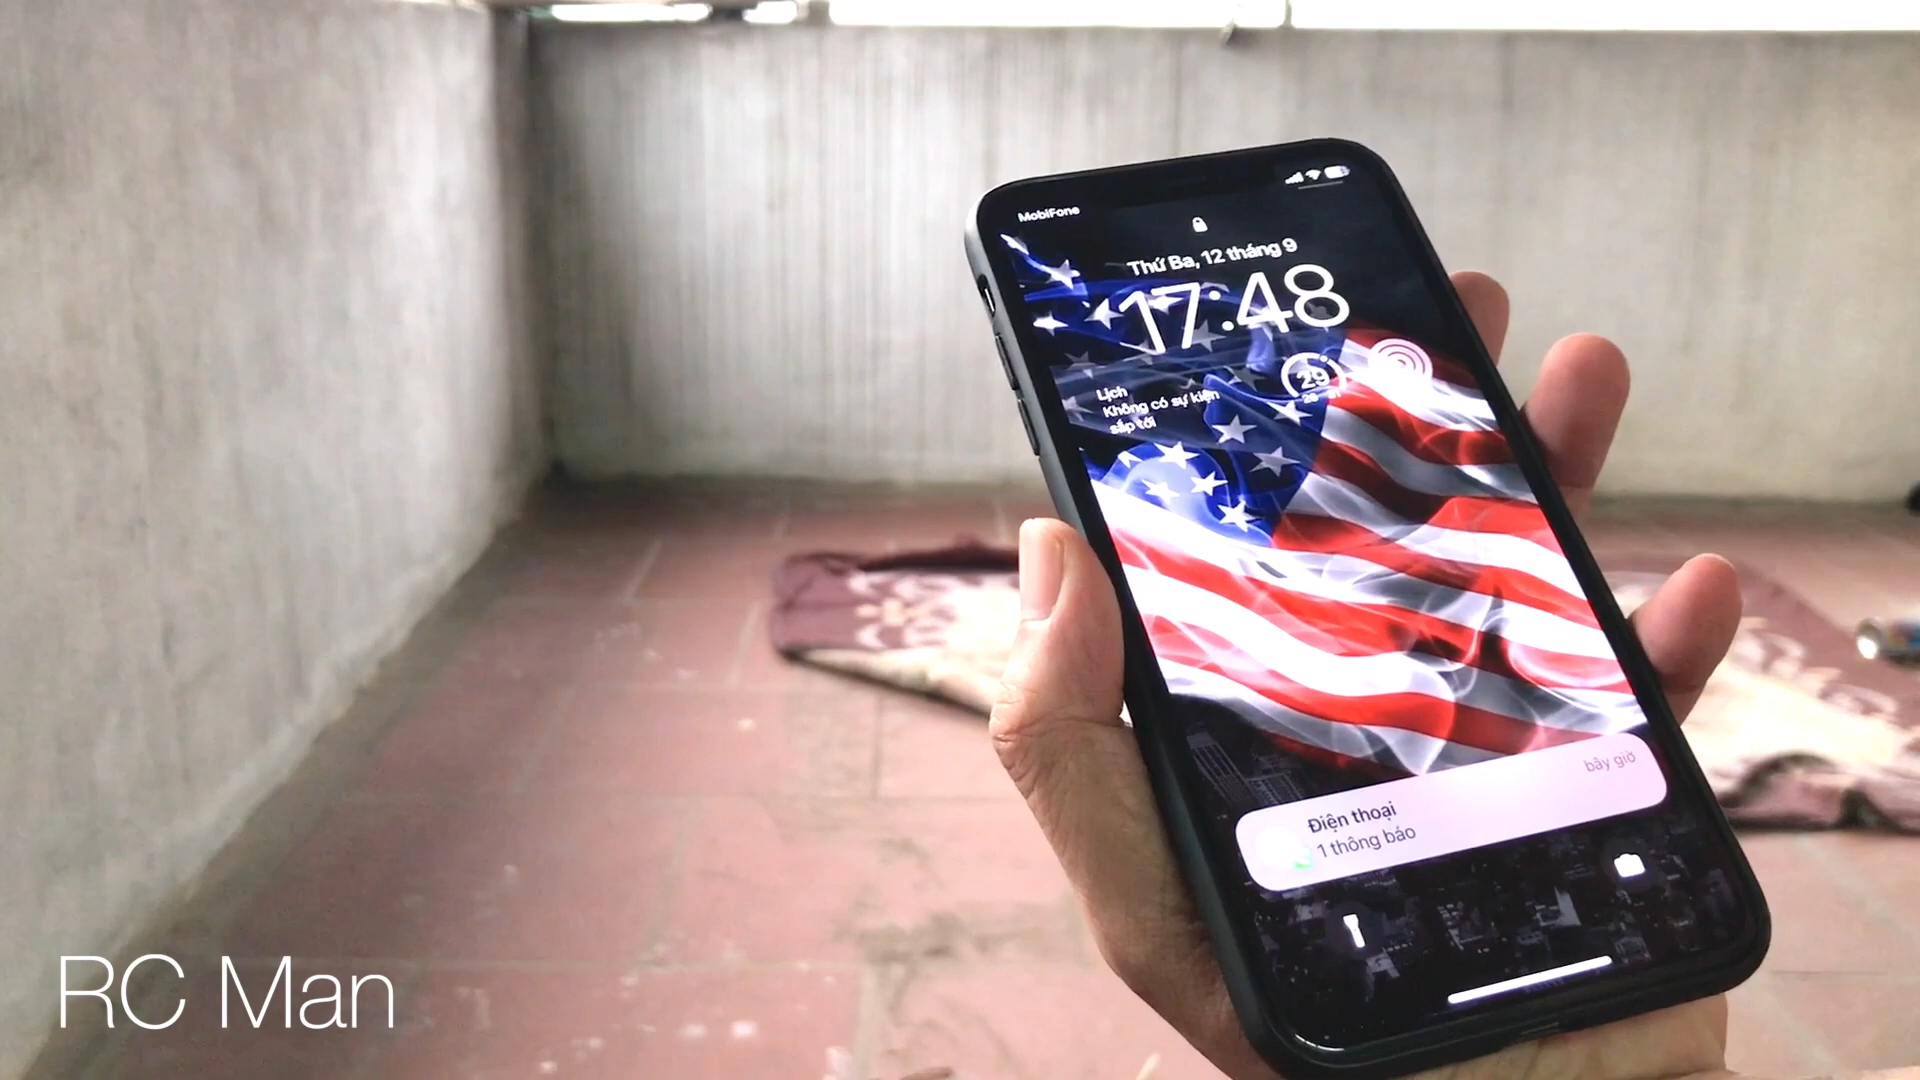 MobiFone
Thứ Ba, 12 tháng 9
17:48
Lịch
Không có sự kiện
sắp tới
29
bây giờ
Điện thoại
1 thông báo
RC Man